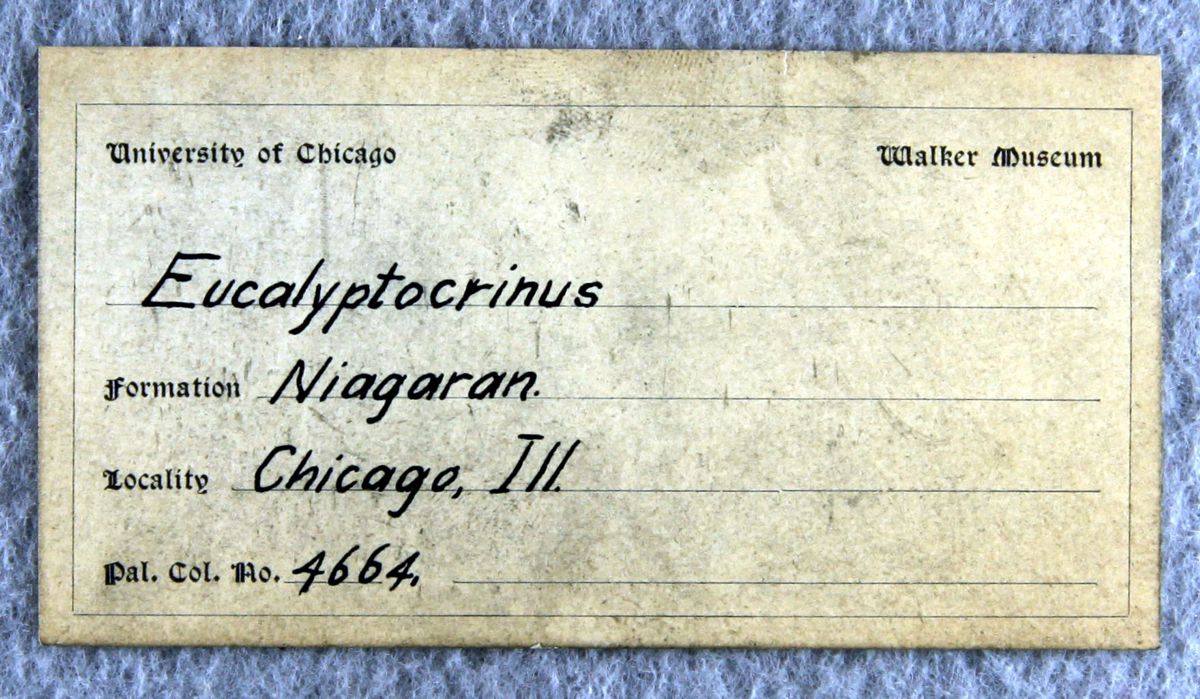 University of Chicago Walker Museum
Eucalyptocrinus
Formation Niagaran.
Locality Chicago, Ill.
Pal. Col. No. 4664.